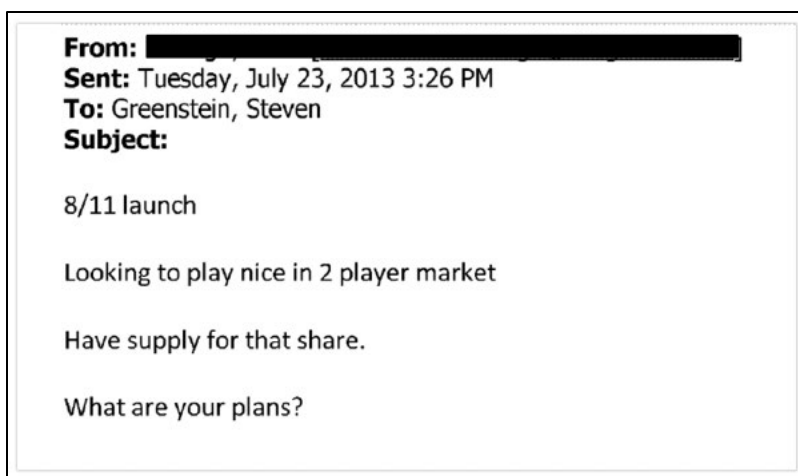 From:
Sent: Tuesday, July 23, 2013 3:26 PM
To: Greenstein, Steven
Subject:
8/11 launch
Looking to play nice in 2 player market
Have supply for that share.
What are your plans?